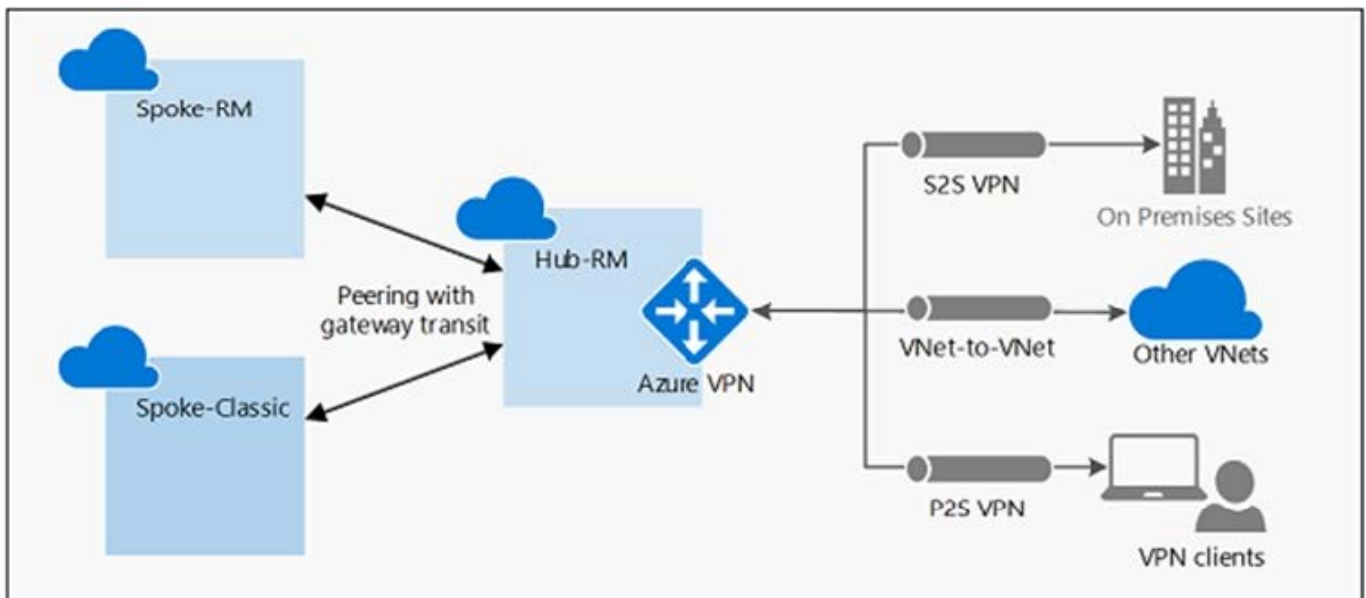 Spoke-RM
Hub-RM
Peering with
gateway transit
Spoke-Classic
Azure VPN
S2S VPN
On Premises Sites
VNet-to-VNet
Other VNets
P2S VPN
VPN clients